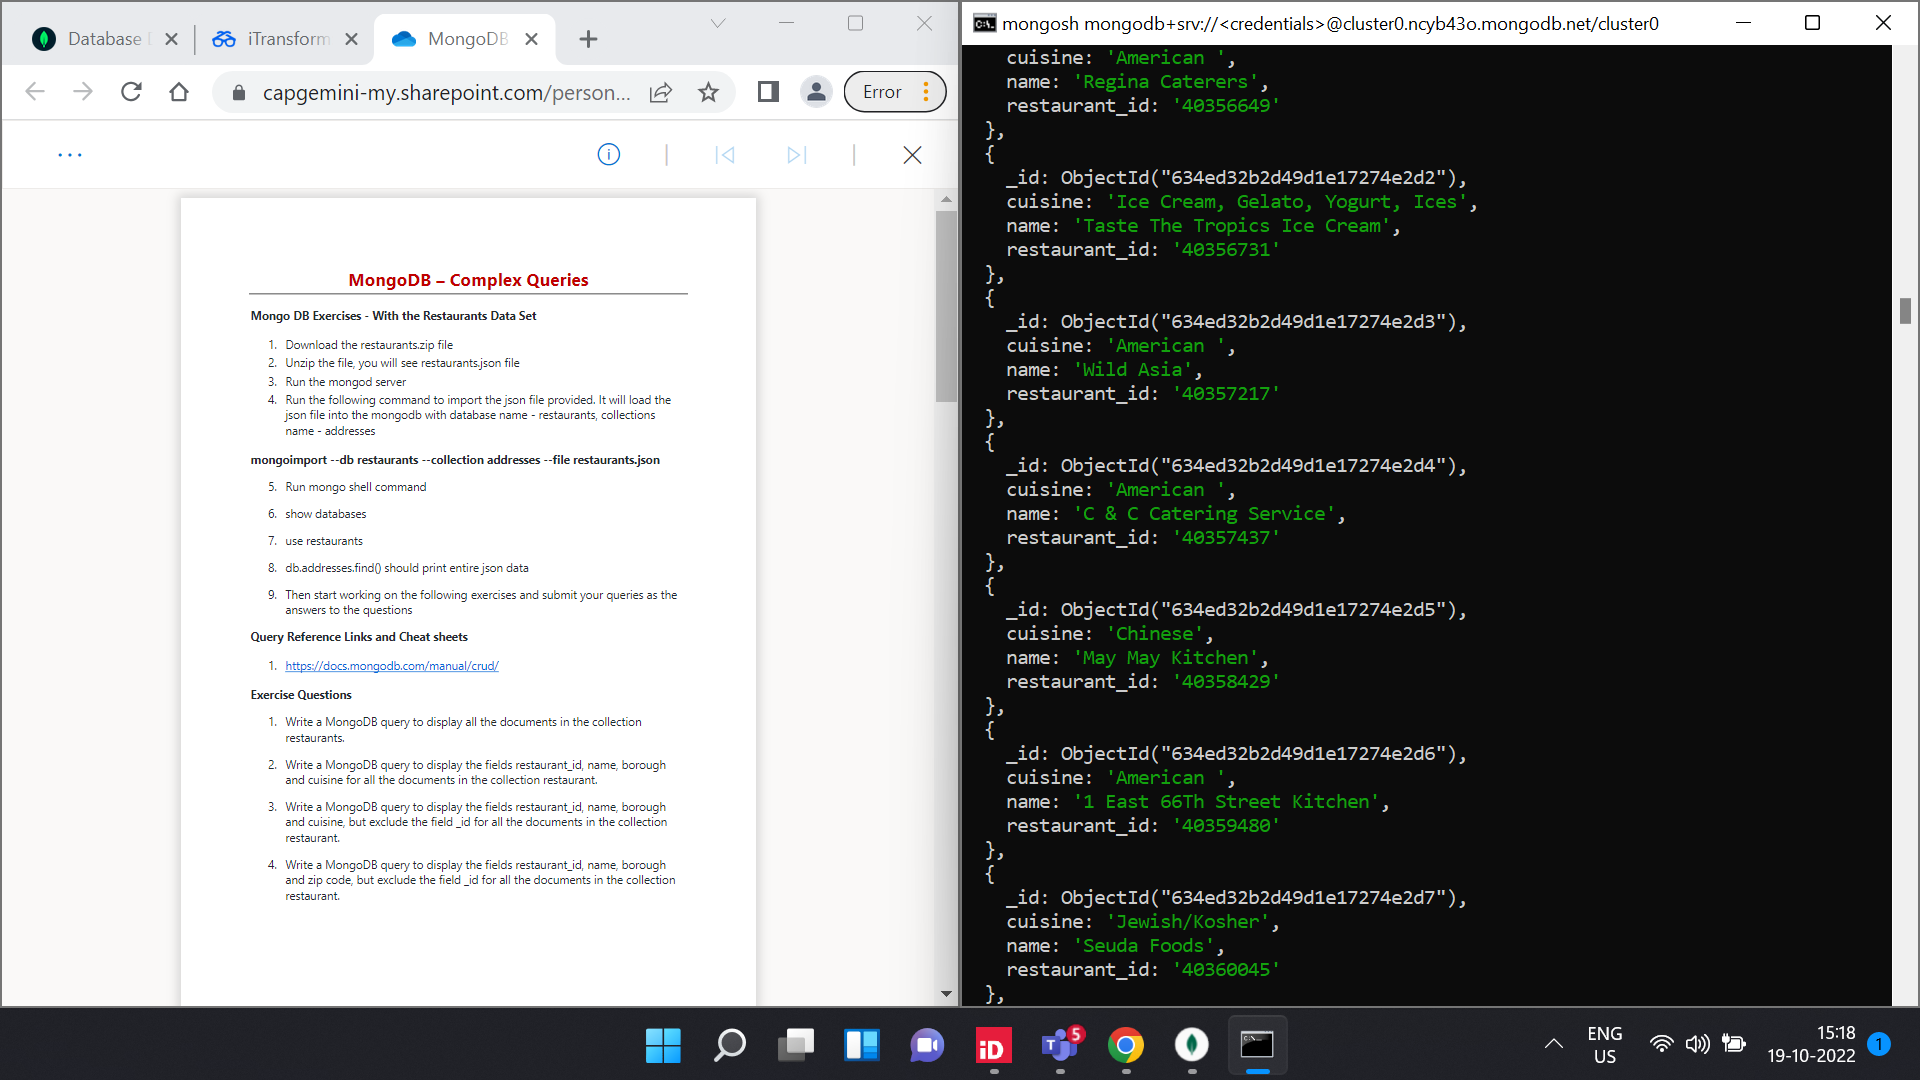 Database
iTransform
MongoDB
capgemini-my.sharepoint.com/person...
Error
MongoDB – Complex Queries
Mongo DB Exercises - With the Restaurants Data Set
1. Download the restaurants.zip file
2. Unzip the file, you will see restaurants.json file
3. Run the mongod server
4. Run the following command to import the json file provided. It will load the
json file into the mongodb with database name - restaurants, collections
name - addresses
mongoimport --db restaurants --collection addresses --file restaurants.json
5. Run mongo shell command
6. show databases
7. use restaurants
8. db.addresses.find() should print entire json data
9. Then start working on the following exercises and submit your queries as the
answers to the questions
Query Reference Links and Cheat sheets
1. https://docs.mongodb.com/manual/crud/
Exercise Questions
1. Write a MongoDB query to display all the documents in the collection
restaurants.
2. Write a MongoDB query to display the fields restaurant_id, name, borough
and cuisine for all the documents in the collection restaurant.
3. Write a MongoDB query to display the fields restaurant_id, name, borough
and cuisine, but exclude the field _id for all the documents in the collection
restaurant.
4. Write a MongoDB query to display the fields restaurant_id, name, borough
and zip code, but exclude the field _id for all the documents in the collection
restaurant.
mongosh mongodb+srv://<credentials>@cluster0.ncyb43o.mongodb.net/cluster0
cuisine: 'American ',
name: 'Regina Caterers',
restaurant_id: '40356649'
},
{
_id: ObjectId("634ed32b2d49d1e17274e2d2"),
cuisine: 'Ice Cream, Gelato, Yogurt, Ices',
name: 'Taste The Tropics Ice Cream',
restaurant_id: '40356731'
},
{
_id: ObjectId("634ed32b2d49d1e17274e2d3"),
cuisine: 'American ',
name: 'Wild Asia',
restaurant_id: '40357217'
},
{
_id: ObjectId("634ed32b2d49d1e17274e2d4"),
cuisine: 'American ',
name: 'C & C Catering Service',
restaurant_id: '40357437'
},
{
_id: ObjectId("634ed32b2d49d1e17274e2d5"),
cuisine: 'Chinese',
name: 'May May Kitchen',
restaurant_id: '40358429'
},
{
_id: ObjectId("634ed32b2d49d1e17274e2d6"),
cuisine: 'American ',
name: '1 East 66Th Street Kitchen',
restaurant_id: '40359480'
},
{
_id: ObjectId("634ed32b2d49d1e17274e2d7"),
cuisine: 'Jewish/Kosher',
name: 'Seuda Foods',
restaurant_id: '40360045'
},
iD
T 5
ENG
US
15:18
19-10-2022
1